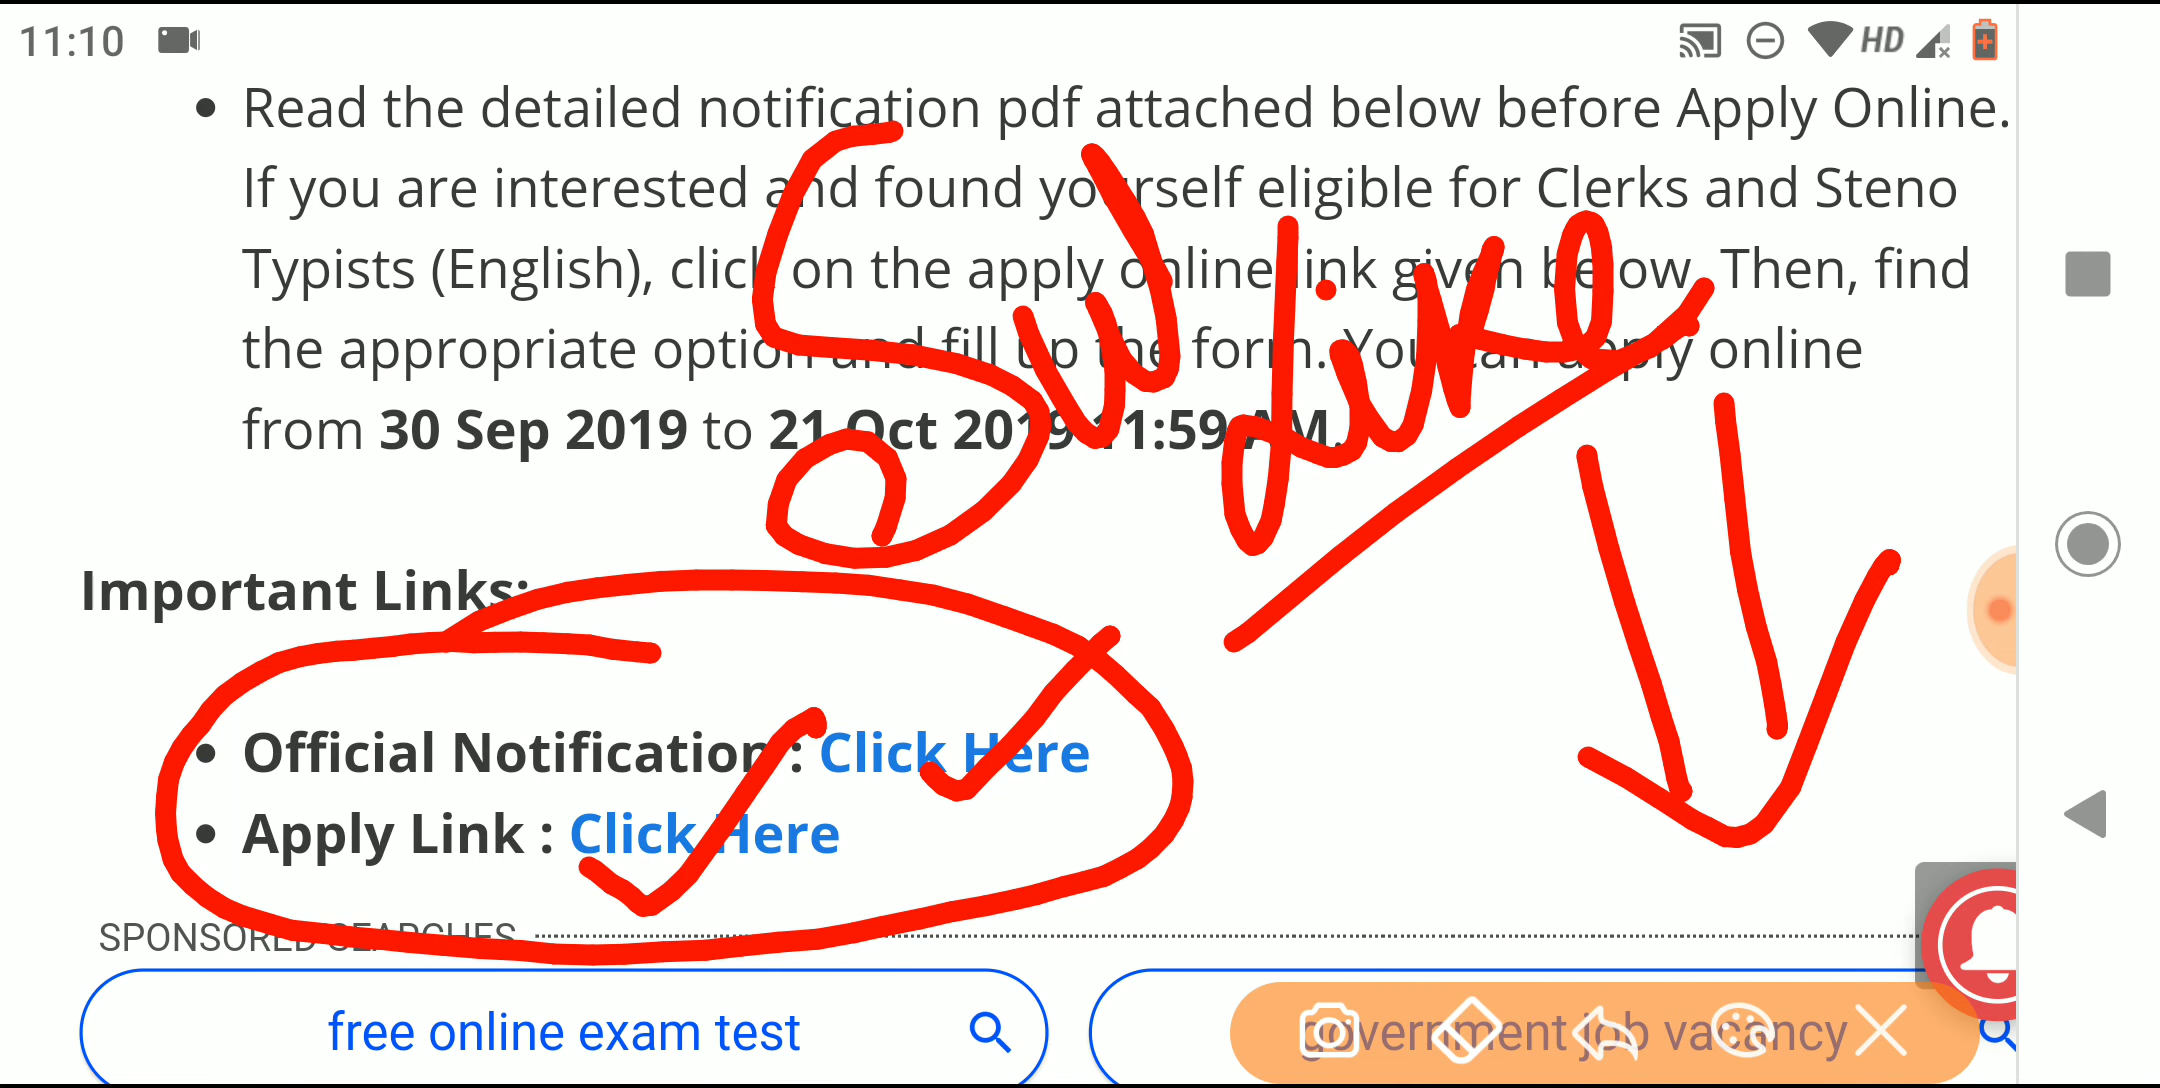 11:10 HD
• Read the detailed notification pdf attached below before Apply Online.
If you are interested and found yourself eligible for Clerks and Steno
Typists (English), click on the apply online link given below. Then, find
the appropriate option and fill up the form. You can apply online
from 30 Sep 2019 to 21 Oct 2019 11:59 AM.
like
Important Links:
• Official Notification : Click Here
• Apply Link : Click Here
SPONSORED SEARCHES
free online exam test
government job vacancy